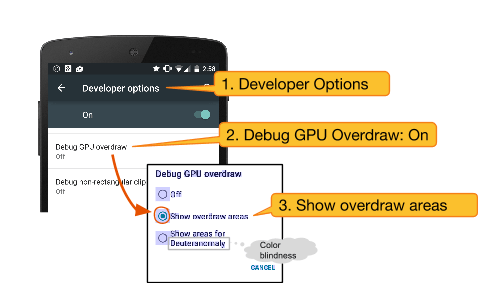 2:58
Developer options
1. Developer Options
On
2. Debug GPU Overdraw: On
Debug GPU overdraw
Off
Debug non-rectangular clip
Off
Debug GPU overdraw
Off
Show overdraw areas
3. Show overdraw areas
Show areas for
Deuteranomaly
Color
blindness
CANCEL